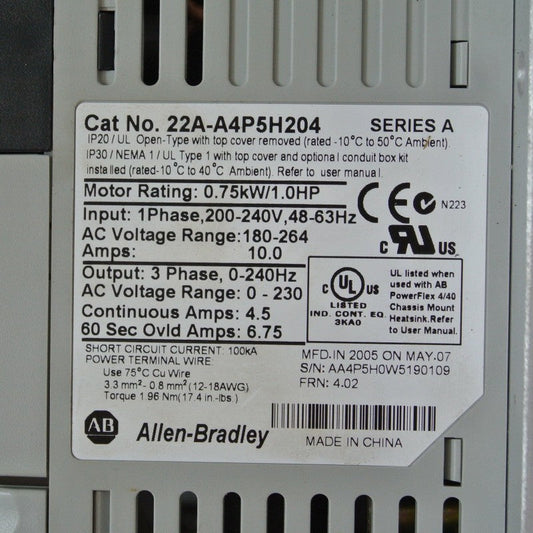 Cat No. 22A-A4P5H204 SERIES A
IP20 / UL Open-Type with top cover removed (rated -10°C to 50°C Ambient).
IP30 / NEMA 1 / UL Type 1 with top cover and optional conduit box kit
installed (rated-10°C to 40°C Ambient). Refer to user manual.
Motor Rating: 0.75kW/1.0HP
Input: 1Phase,200-240V,48-63Hz
AC Voltage Range:180-264
Amps: 10.0
CE
N223
C UR US
Output: 3 Phase, 0-240Hz
AC Voltage Range: 0 - 230
Continuous Amps: 4.5
60 Sec Ovld Amps: 6.75
C UL US
LISTED
IND. CONT. EQ
3KA0
UL listed when
used with AB
PowerFlex 4/40
Chassis Mount
Heatsink.Refer
to User Manual.
SHORT CIRCUIT CURRENT: 100kA
POWER TERMINAL WIRE:
Use 75°C Cu Wire
3.3 mm²- 0.8 mm² (12-18AWG)
Torque 1.96 Nm(17.4 in.-lbs.)
MFD-IN 2005 ON MAY-07
S/N: AA4P5H0W5190109
FRN: 4.02
AB Allen-Bradley
MADE IN CHINA